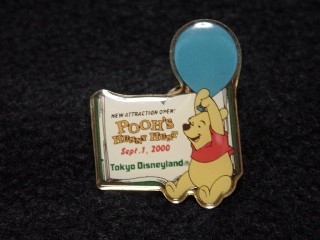 NEW ATTRACTION OPEN!
POOH'S
HUNNY HUNT
Sept. 1, 2000
Tokyo Disneyland®